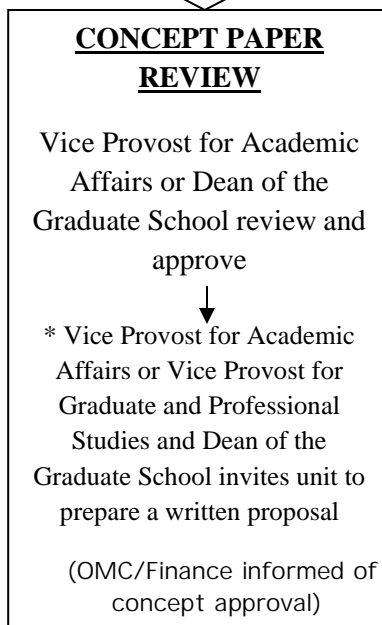 CONCEPT PAPER
REVIEW
Vice Provost for Academic
Affairs or Dean of the
Graduate School review and
approve
* Vice Provost for Academic
Affairs or Vice Provost for
Graduate and Professional
Studies and Dean of the
Graduate School invites unit to
prepare a written proposal
(OMC/Finance informed of
concept approval)